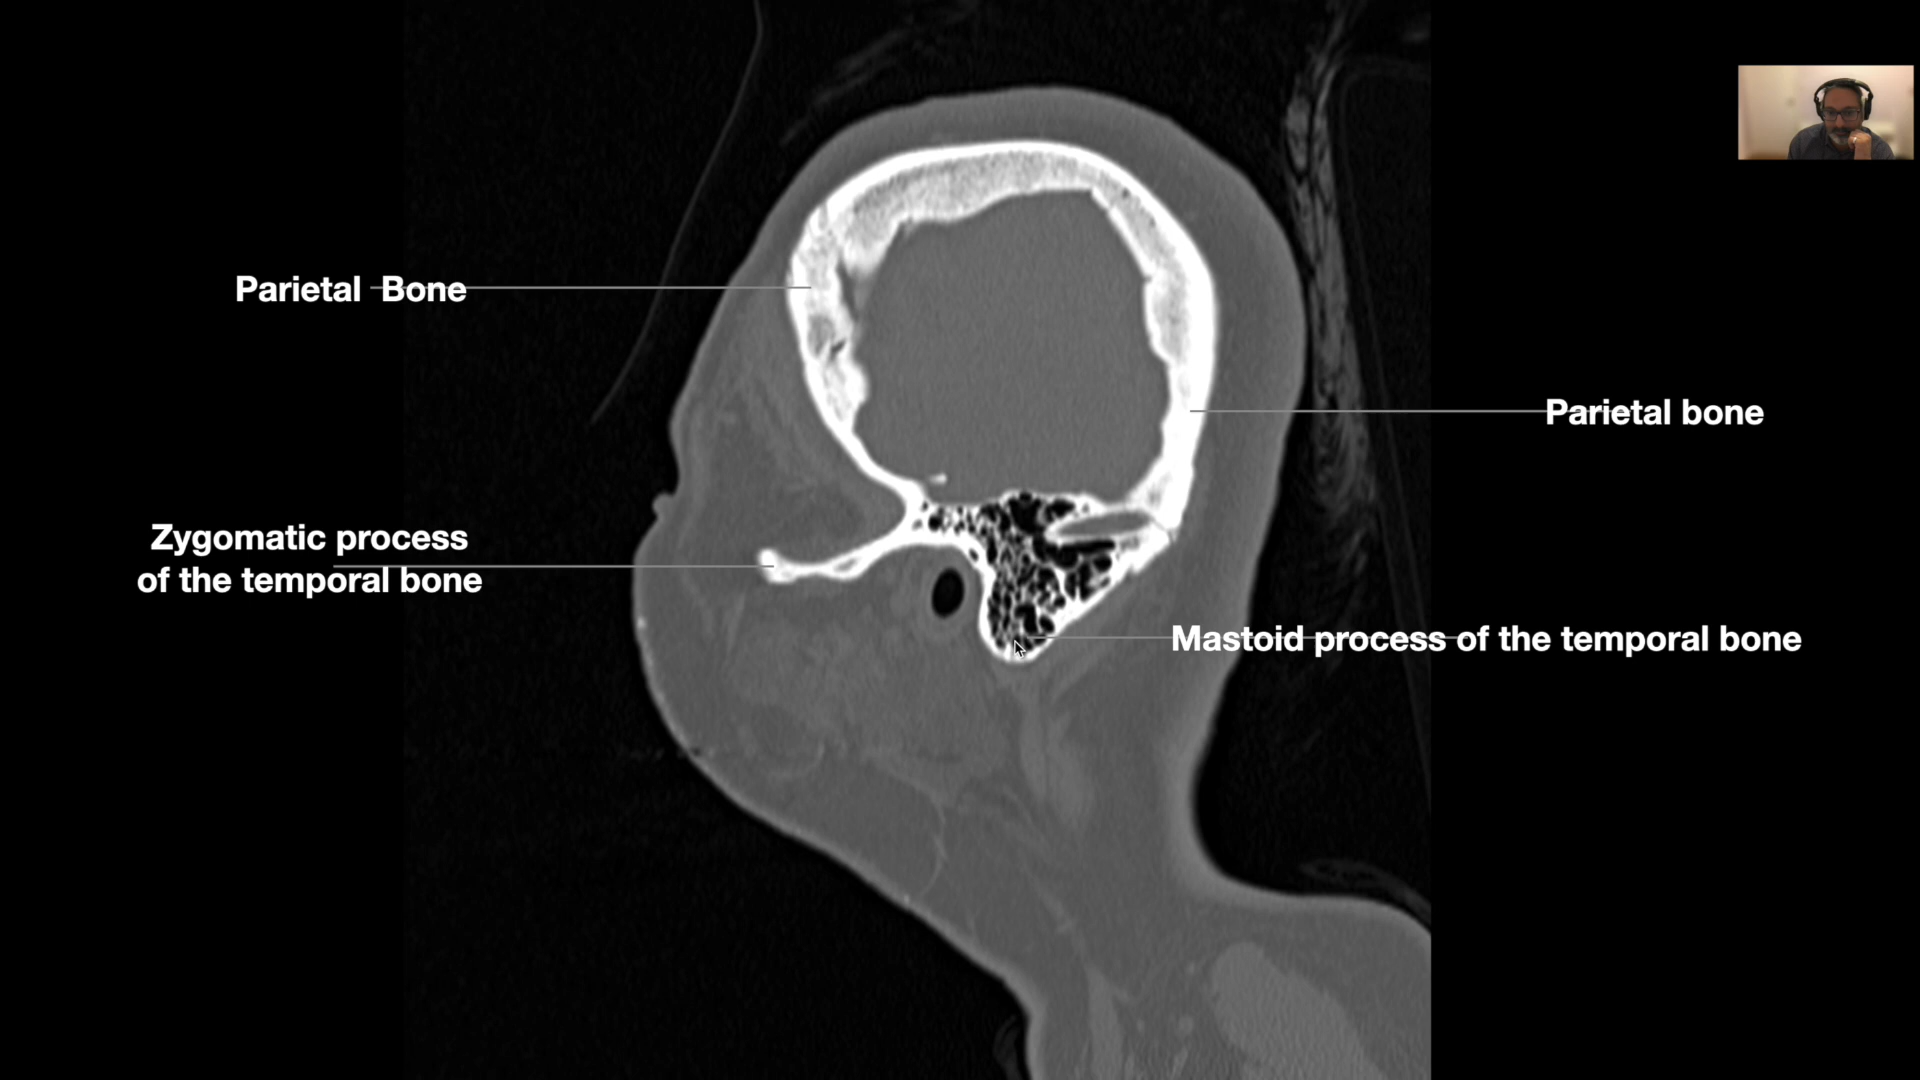 Parietal Bone
Parietal bone
Zygomatic process
of the temporal bone
Mastoid process of the temporal bone